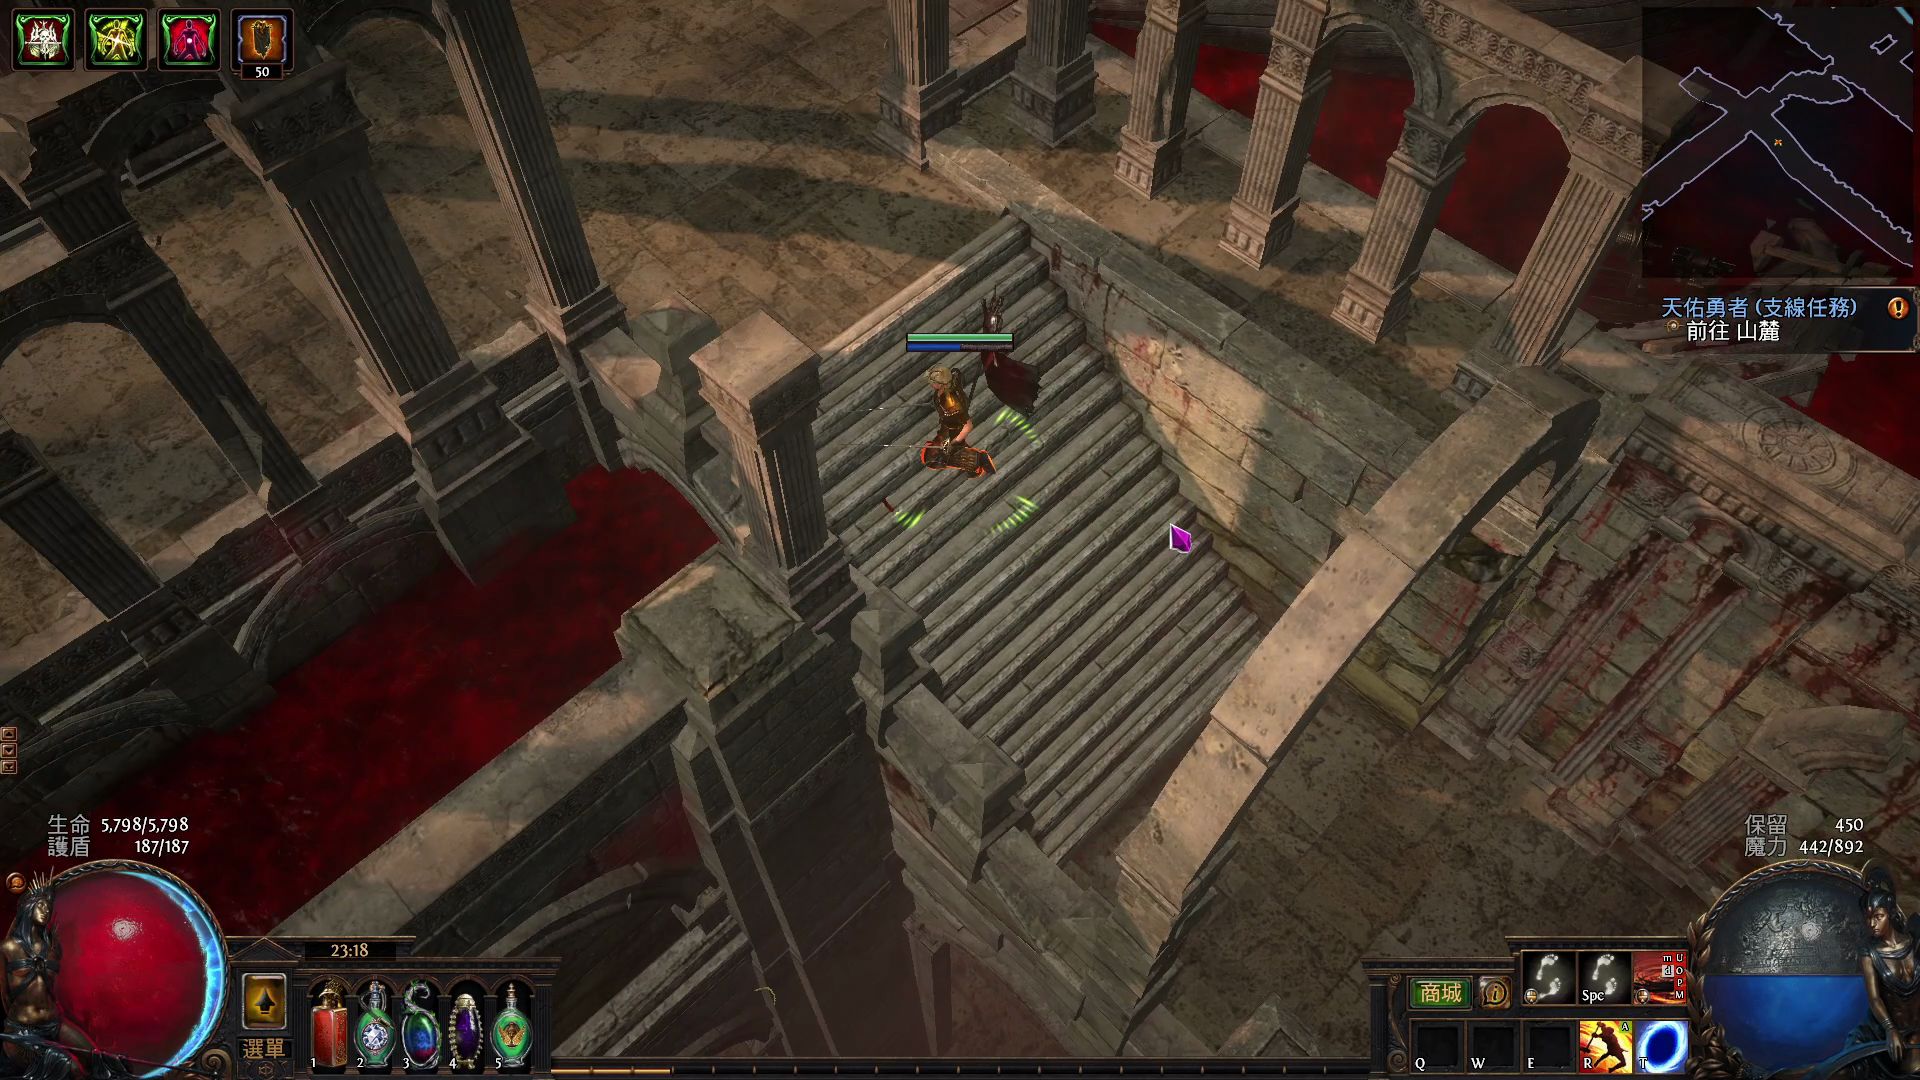 50
天佑勇者 (支線任務)
前往 山麓
生命 5,798/5,798
護盾 187/187
保留 450
魔力 442/892
23:18
選單
1 2 3 4 5
商城
Spc
m U
d O
P
M
A
Q W E R T